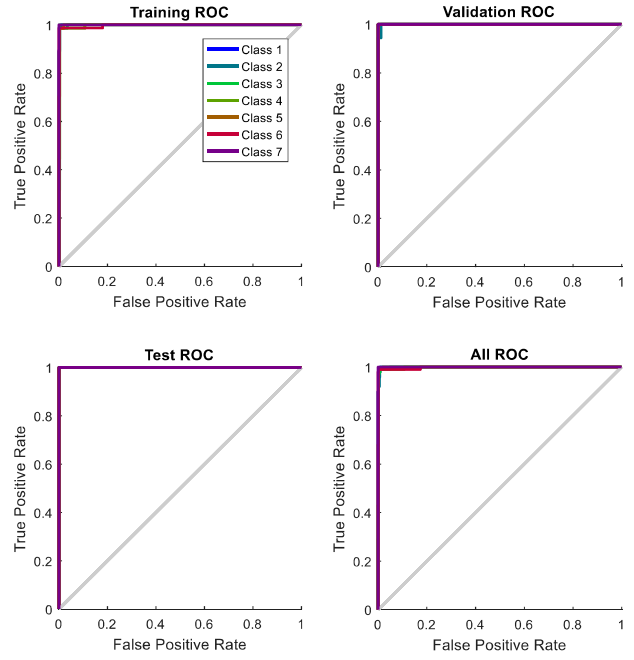 Training ROC
1
0.8
0.6
0.4
0.2
0
True Positive Rate
Class 1
Class 2
Class 3
Class 4
Class 5
Class 6
Class 7
0 0.2 0.4 0.6 0.8 1
False Positive Rate
Validation ROC
1
0.8
0.6
0.4
0.2
0
True Positive Rate
0 0.2 0.4 0.6 0.8 1
False Positive Rate
Test ROC
1
0.8
0.6
0.4
0.2
0
True Positive Rate
0 0.2 0.4 0.6 0.8 1
False Positive Rate
All ROC
1
0.8
0.6
0.4
0.2
0
True Positive Rate
0 0.2 0.4 0.6 0.8 1
False Positive Rate